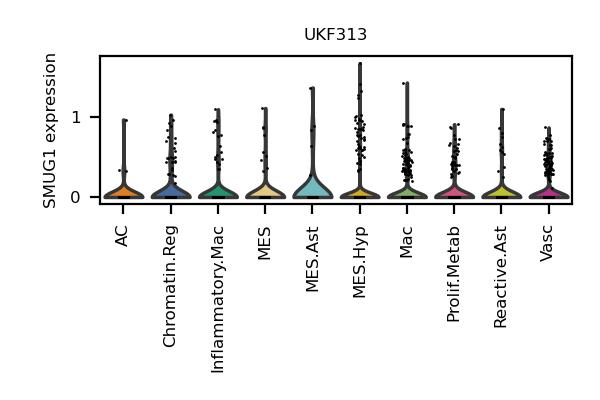 UKF313
SMUG1 expression
1
0
AC
Chromatin.Reg
Inflammatory.Mac
MES
MES.Ast
MES.Hyp
Mac
Prolif.Metab
Reactive.Ast
Vasc